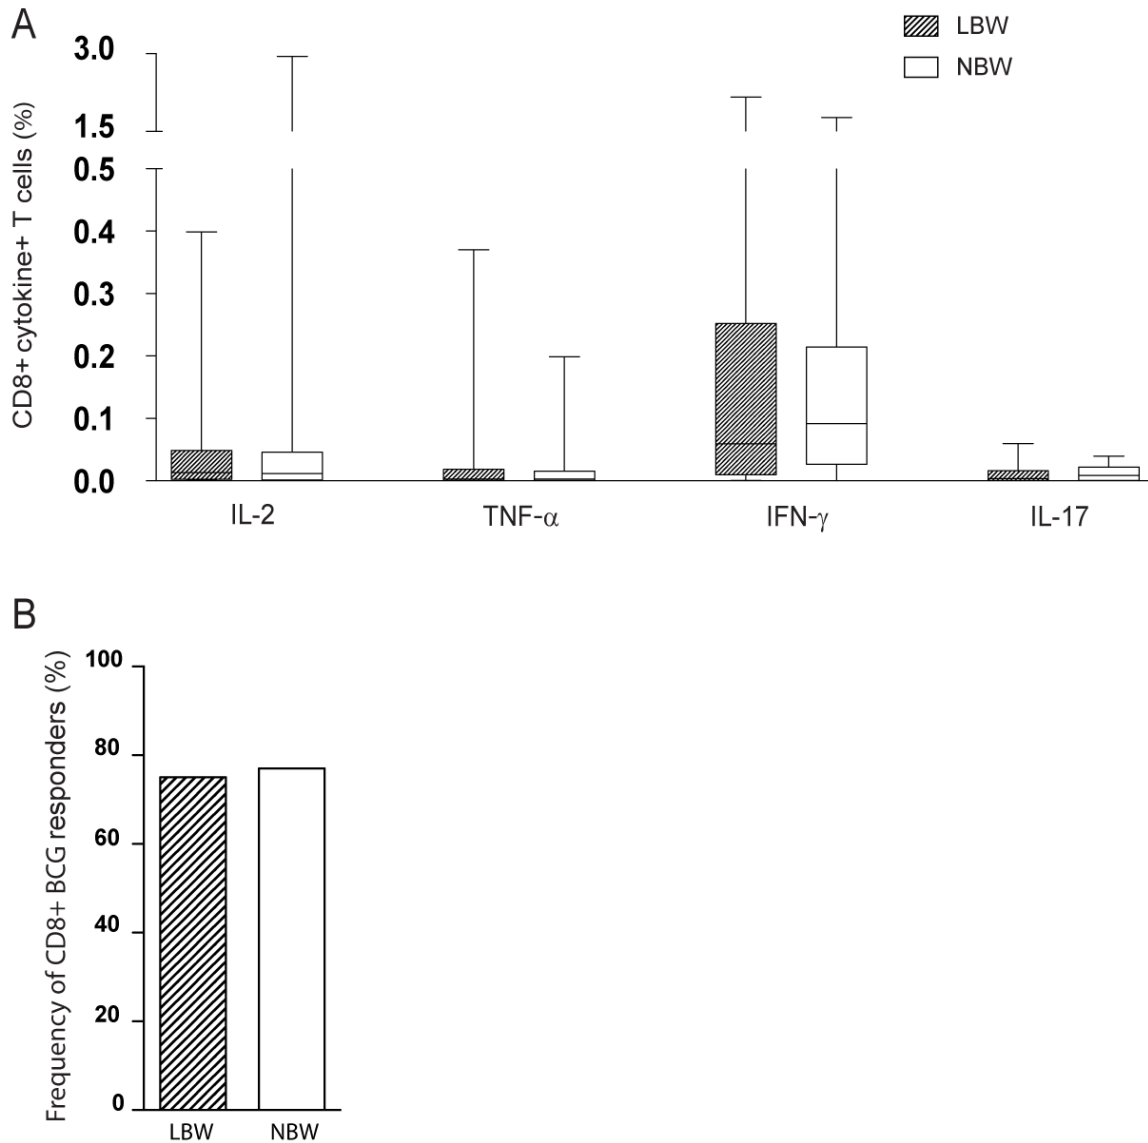 A
LBW
NBW
CD8+ cytokine+ T cells (%)
3.0
1.5
0.5
0.4
0.3
0.2
0.1
0.0
IL-2 TNF-α IFN-γ IL-17
B
Frequency of CD8+ BCG responders (%)
100
80
60
40
20
0
LBW NBW